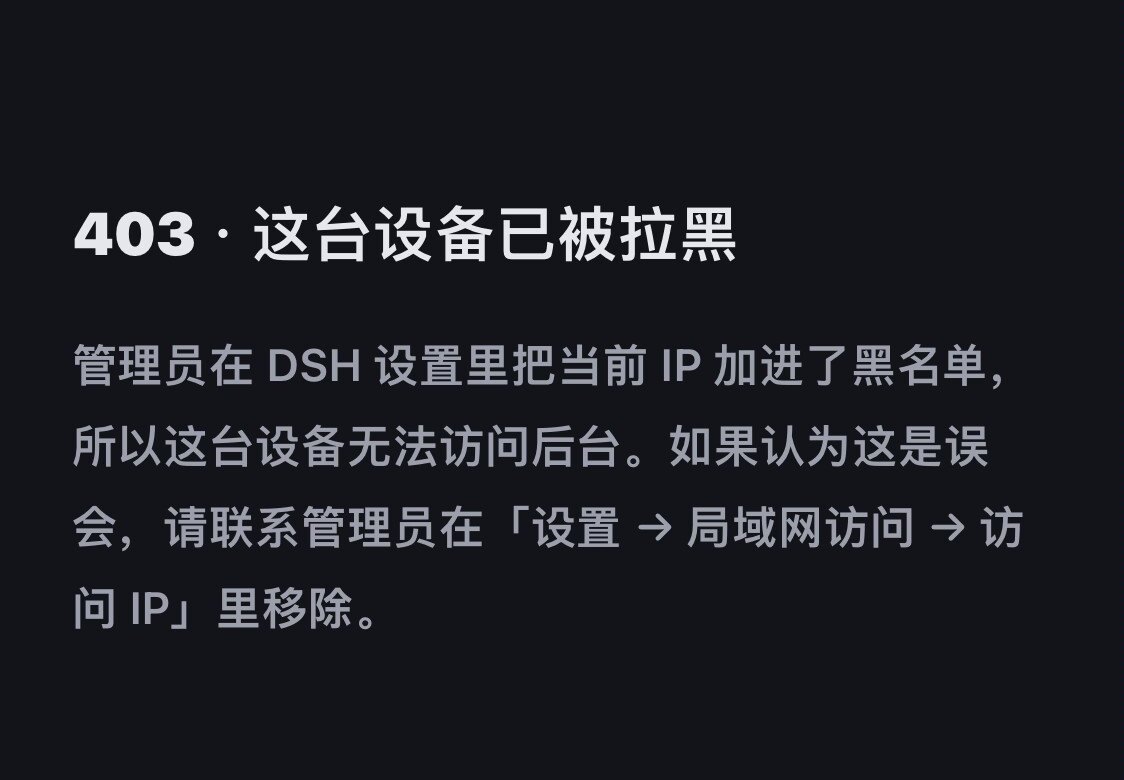 403 · 这台设备已被拉黑
管理员在 DSH 设置里把当前 IP 加进了黑名单，
所以这台设备无法访问后台。如果认为这是误
会，请联系管理员在「设置 → 局域网访问 → 访
问 IP」里移除。